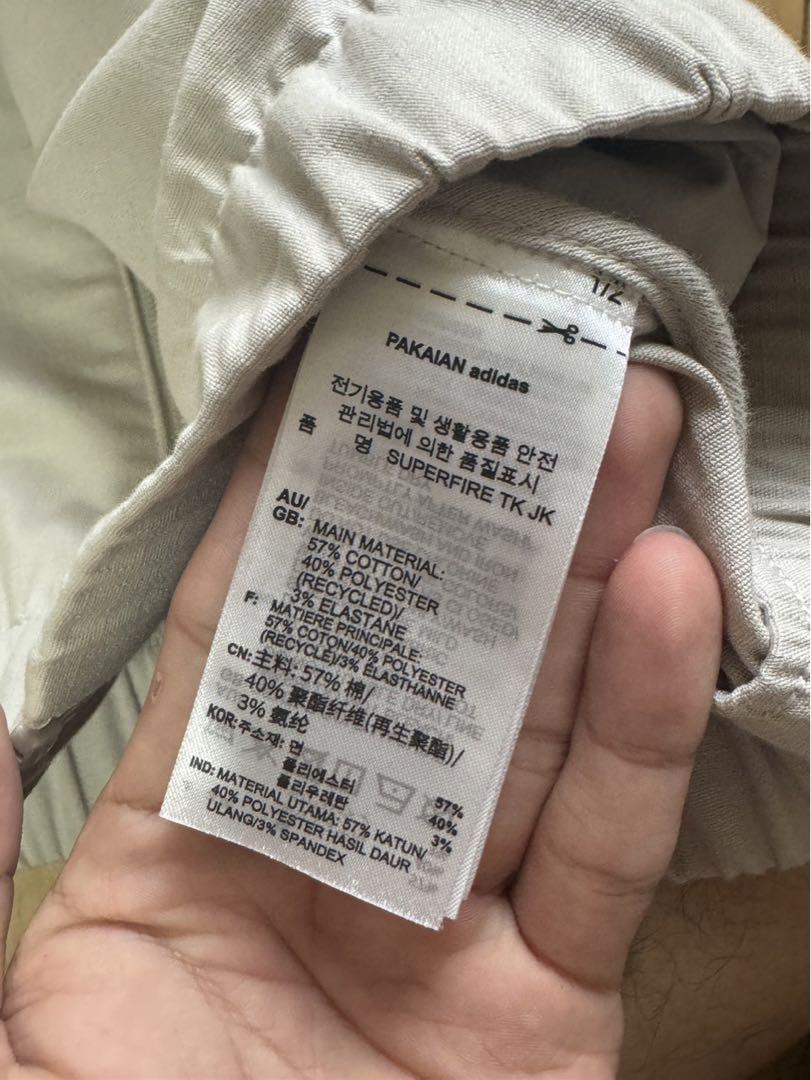 1/2
PAKAIAN adidas
전기용품 및 생활용품 안전
관리법에 의한 품질표시
품 명 SUPERFIRE TK JK
AU/
GB: MAIN MATERIAL:
57% COTTON/
40% POLYESTER
(RECYCLED)/
3% ELASTANE
F: MATIERE PRINCIPALE:
57% COTON/40% POLYESTER
(RECYCLÉ)/3% ÉLASTHANNE
CN: 主料: 57% 棉/
40% 聚酯纤维(再生聚酯)/
3% 氨纶
KOR: 주소재: 면 57%
폴리에스터 40%
폴리우레탄 3%
IND: MATERIAL UTAMA: 57% KATUN/
40% POLYESTER HASIL DAUR
ULANG/3% SPANDEX